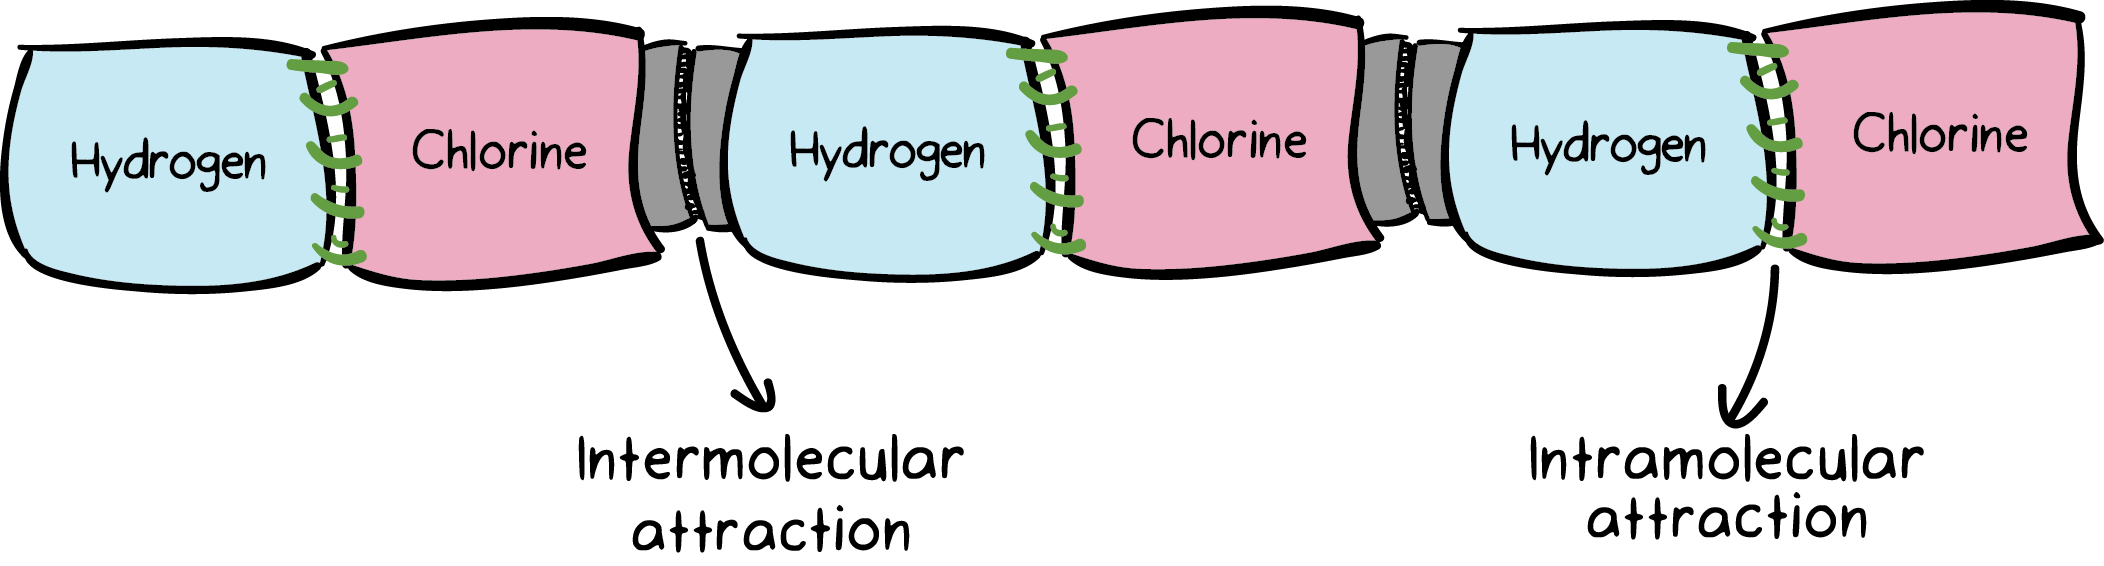 Hydrogen
Chlorine
Hydrogen
Chlorine
Hydrogen
Chlorine
Intermolecular
attraction
Intramolecular
attraction